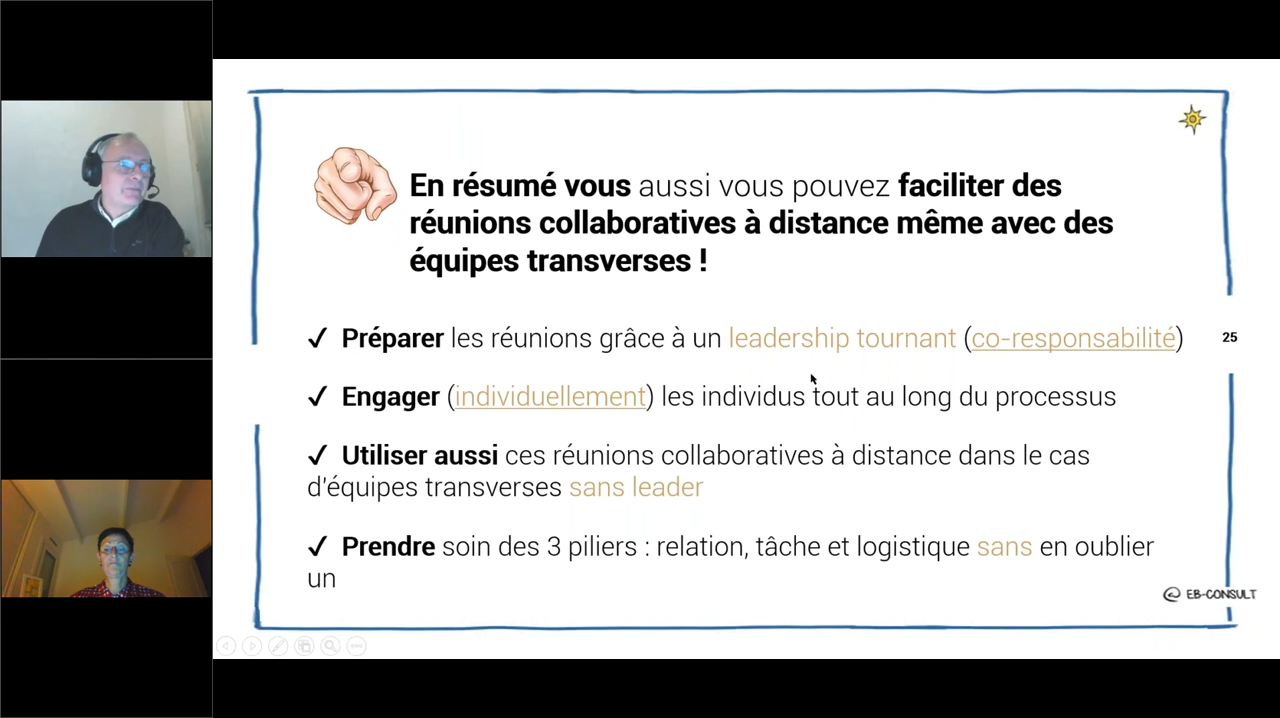 En résumé vous aussi vous pouvez faciliter des
réunions collaboratives à distance même avec des
équipes transverses !
✓ Préparer les réunions grâce à un leadership tournant (co-responsabilité)
25
✓ Engager (individuellement) les individus tout au long du processus
✓ Utiliser aussi ces réunions collaboratives à distance dans le cas
d'équipes transverses sans leader
✓ Prendre soin des 3 piliers : relation, tâche et logistique sans en oublier
un
@ EB-CONSULT